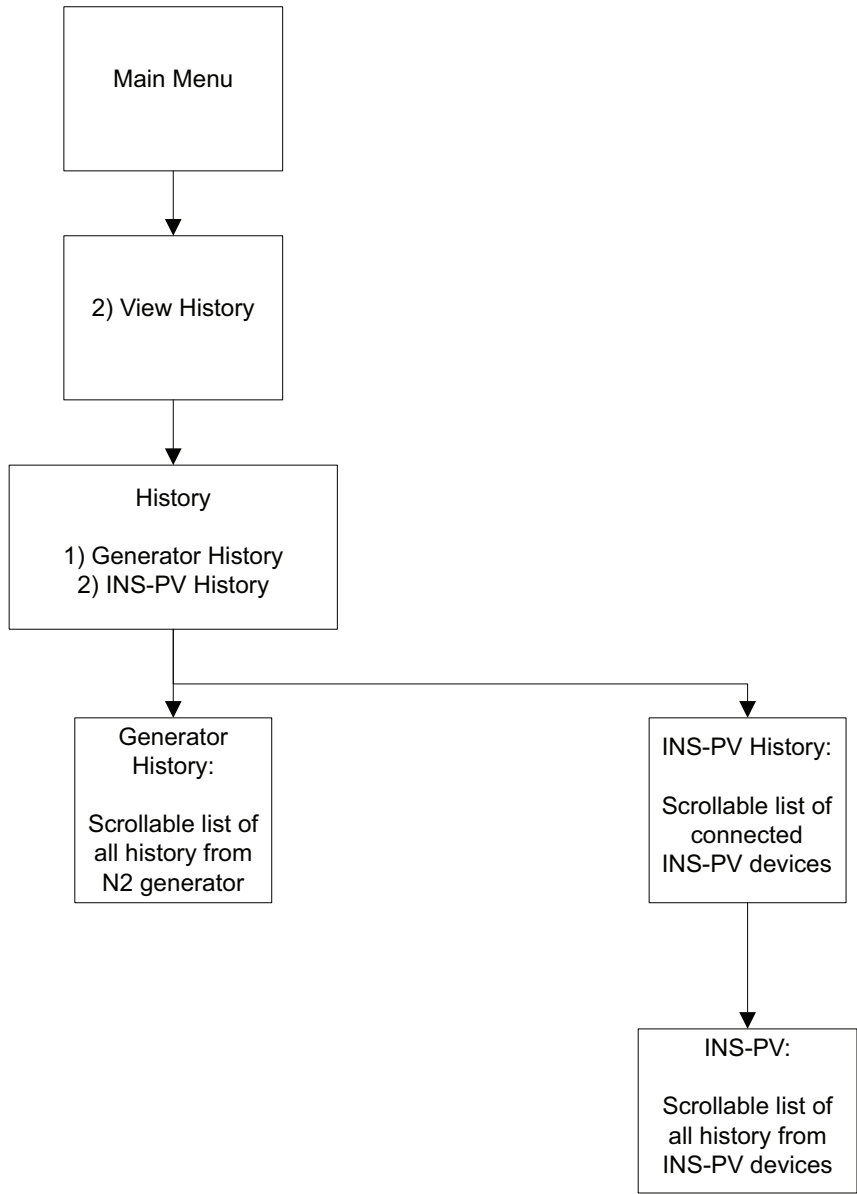 Main Menu
2) View History
History
1) Generator History
2) INS-PV History
Generator
History:
Scrollable list of
all history from
N2 generator
INS-PV History:
Scrollable list of
connected
INS-PV devices
INS-PV:
Scrollable list of
all history from
INS-PV devices